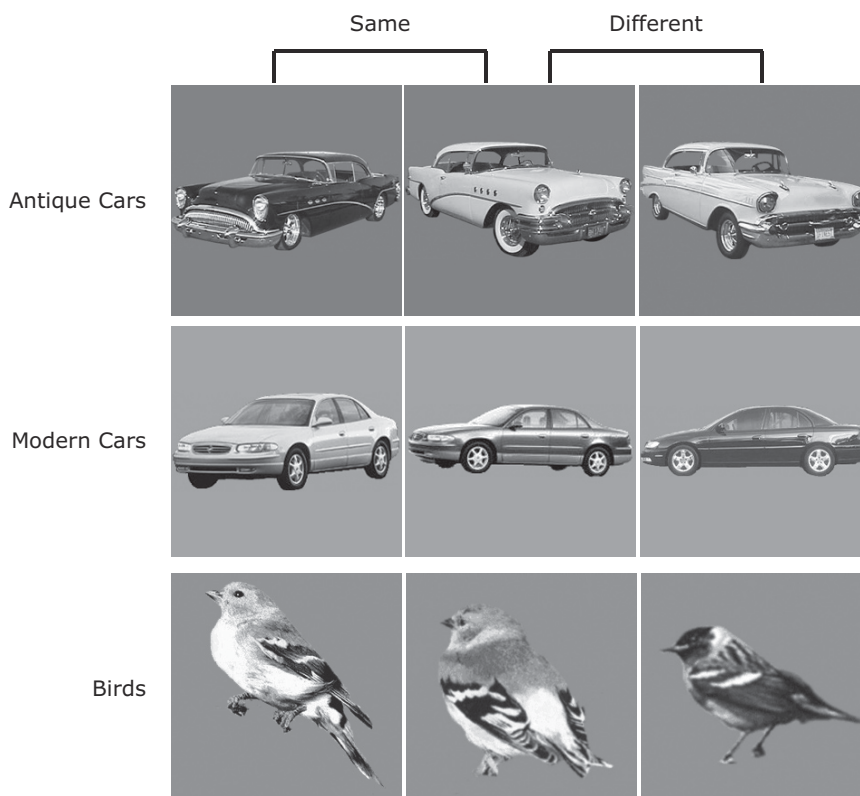 Same
Different
Antique Cars
Modern Cars
Birds